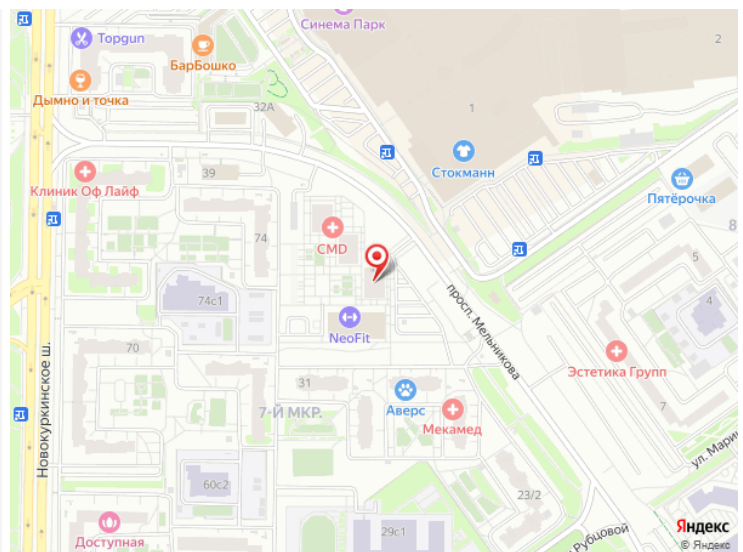 Синема Парк
2
Topgun
БарБошко
Дымно и точка
32А
1
Стокманн
Клиник Оф Лайф
39
Пятёрочка
8
74
CMD
5
просп. Мельникова
4
74с1
NeoFit
70
Эстетика Групп
31
7-Й МКР.
Аверс
7
Мекамед
Новокуркинское ш.
60с2
23/2
29с1
Доступная
Рубцовой
Яндекс
© Яндекс